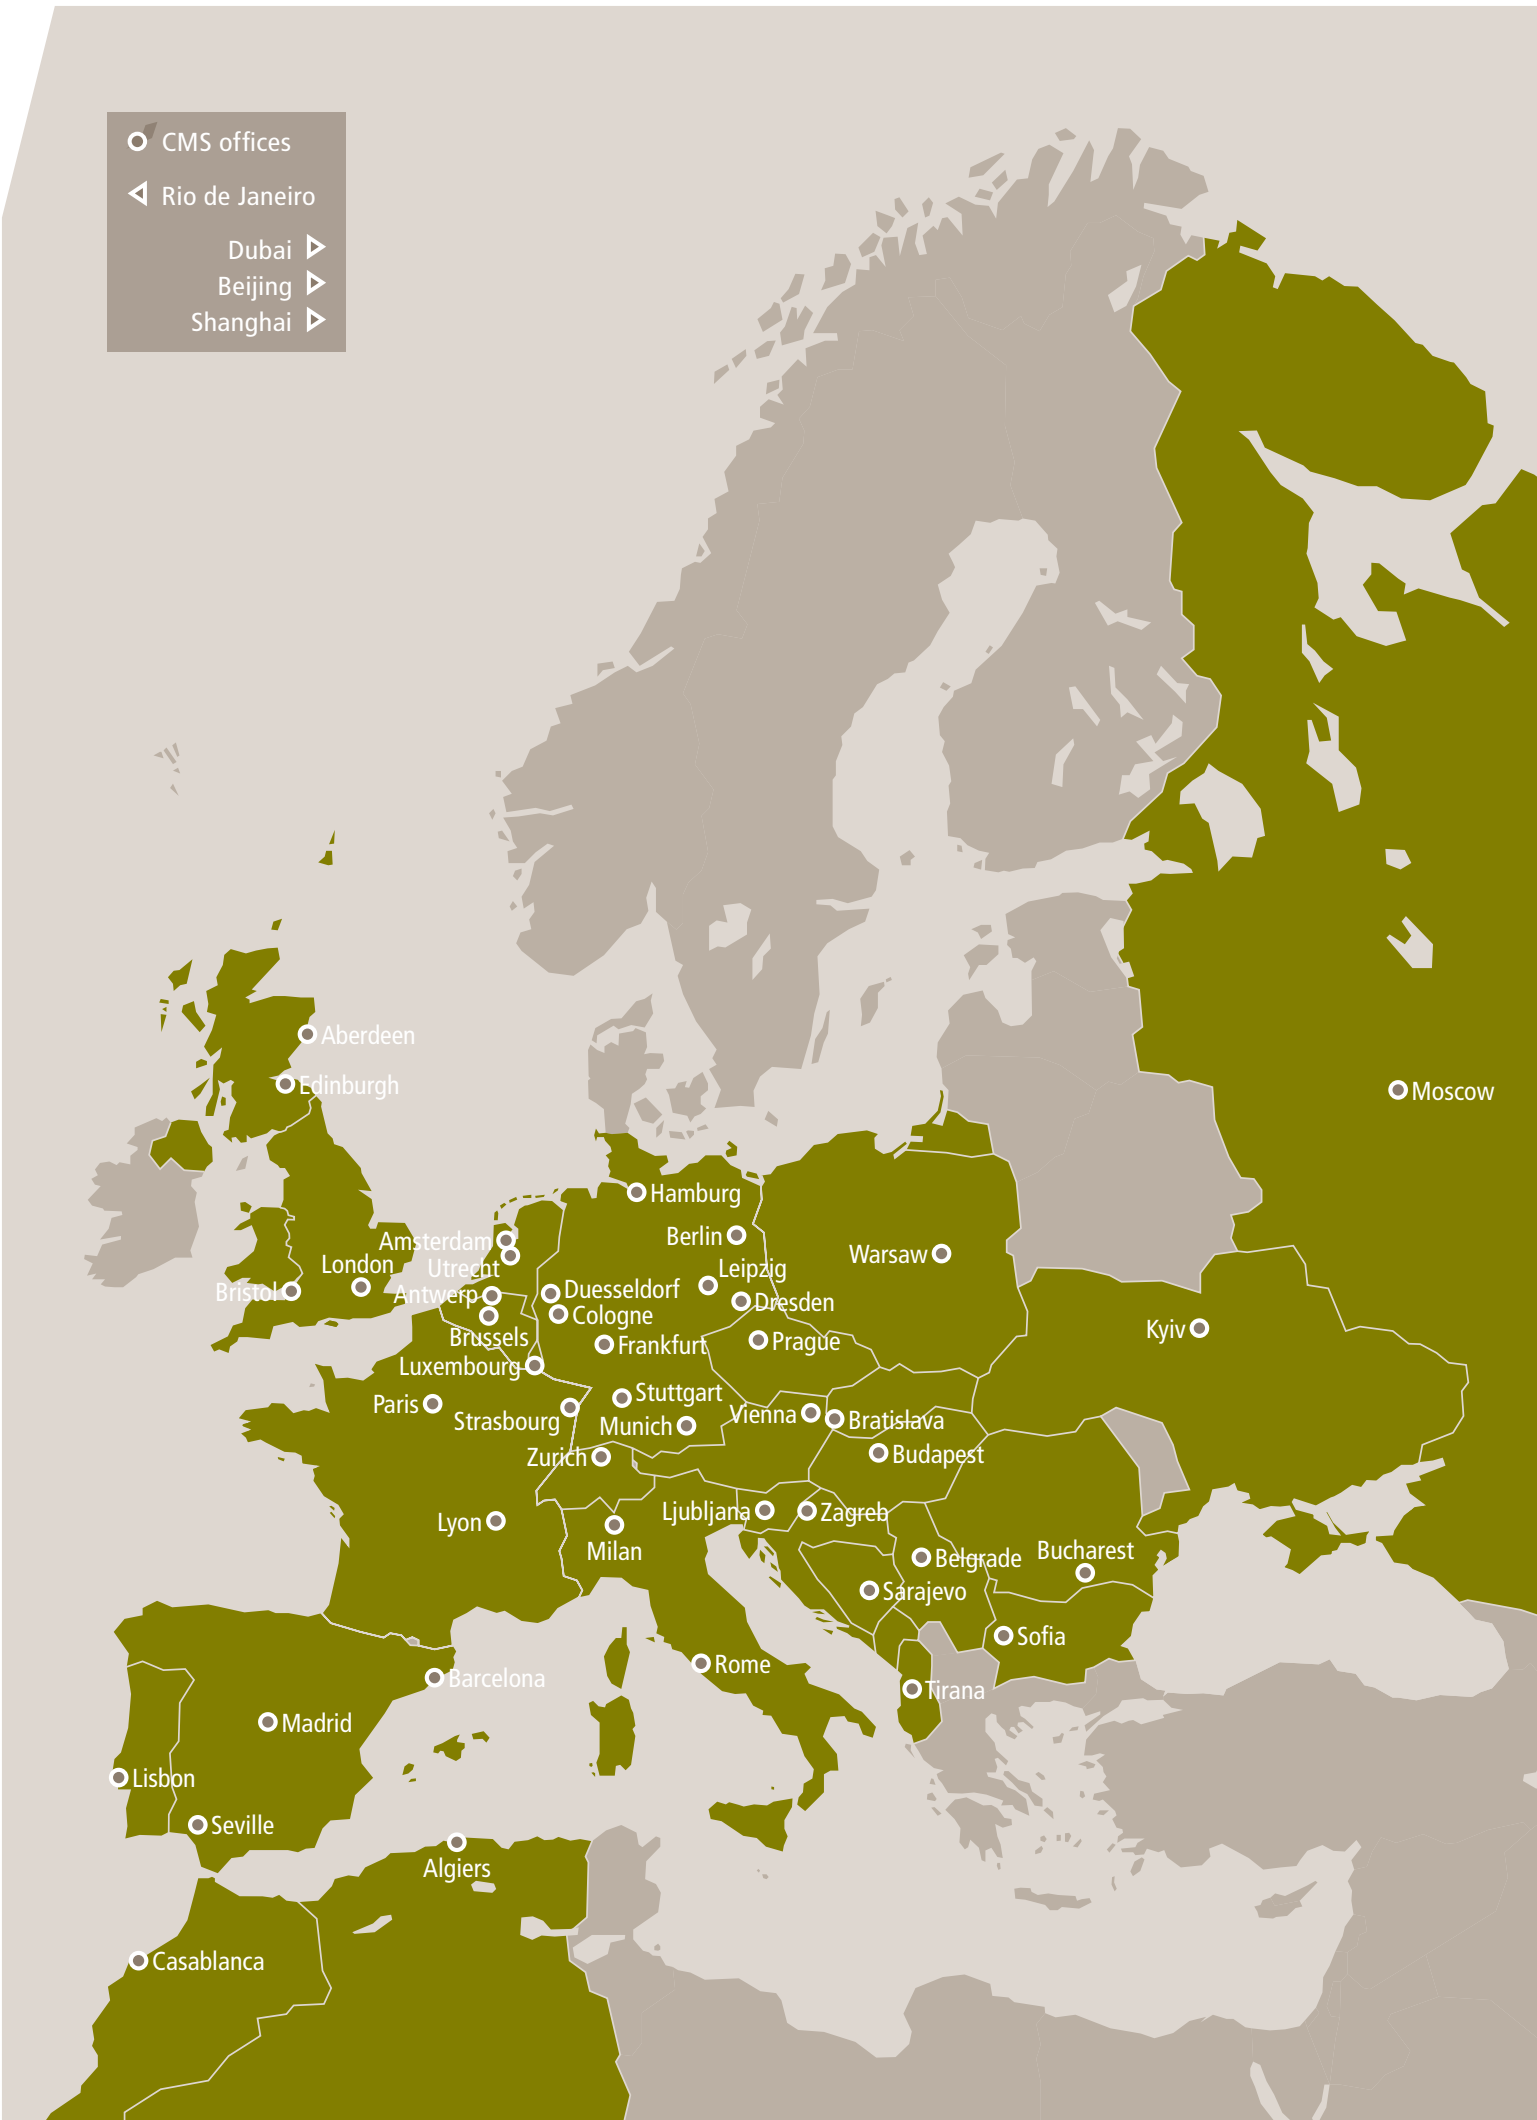 CMS offices
Rio de Janeiro
Dubai
Beijing
Shanghai
Aberdeen
Edinburgh
Moscow
Hamburg
Amsterdam
Berlin
Warsaw
Utrecht
London
Leipzig
Bristol
Antwerp
Duesseldorf
Dresden
Cologne
Kyiv
Brussels
Frankfurt
Prague
Luxembourg
Paris
Stuttgart
Strasbourg
Munich
Vienna
Bratislava
Zurich
Budapest
Lyon
Ljubljana
Zagreb
Milan
Belgrade
Bucharest
Sarajevo
Sofia
Rome
Barcelona
Tirana
Madrid
Lisbon
Seville
Algiers
Casablanca